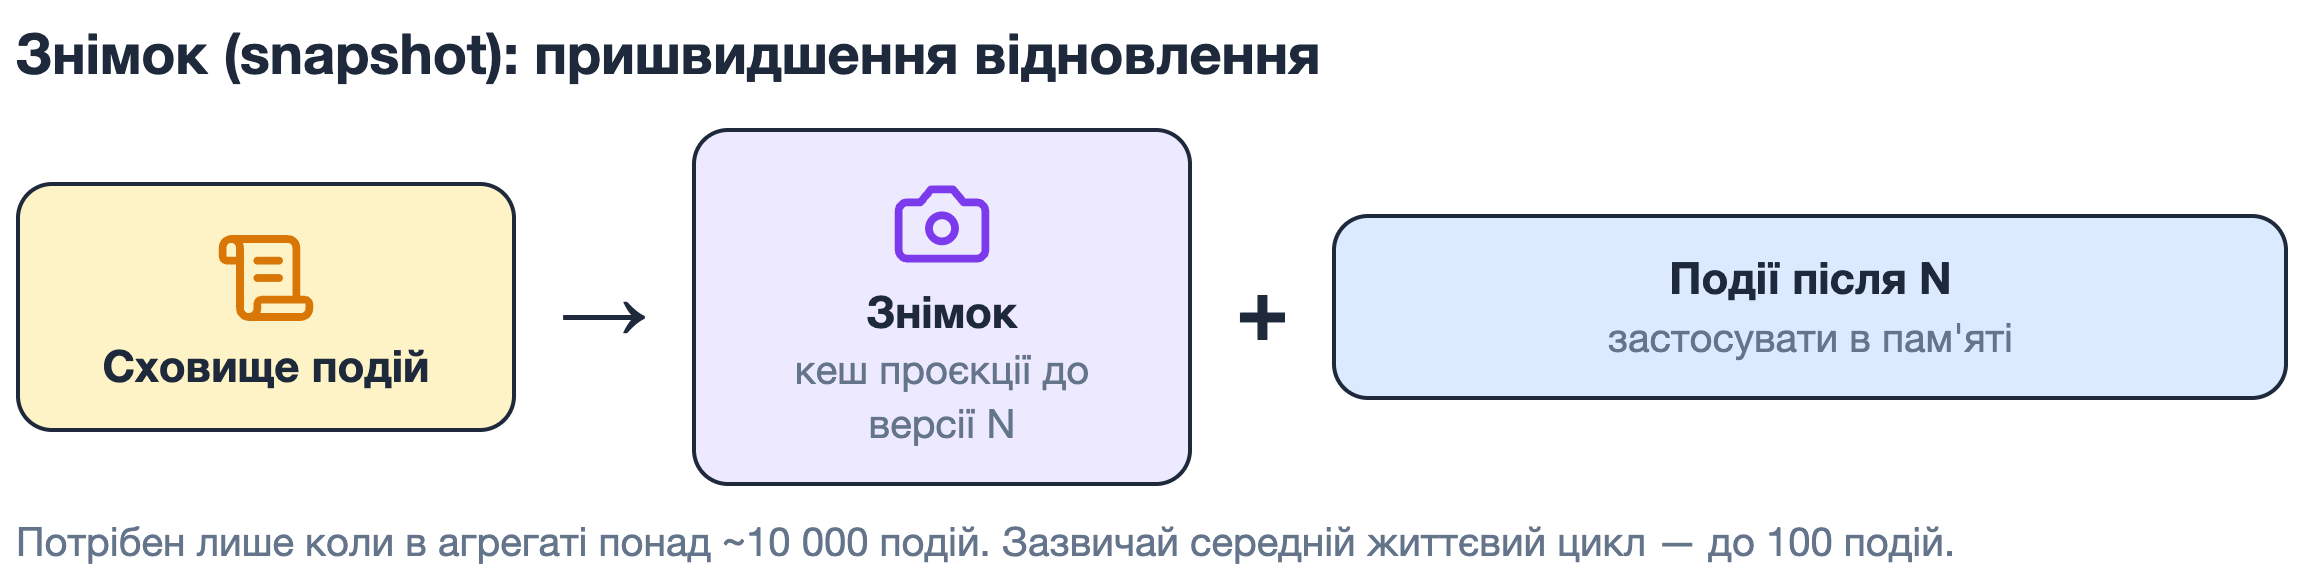 Знімок (snapshot): пришвидшення відновлення
Сховище подій
→
Знімок
кеш проєкції до
версії N
+
Події після N
застосувати в пам'яті
Потрібен лише коли в агрегаті понад ~10 000 подій. Зазвичай середній життєвий цикл — до 100 подій.